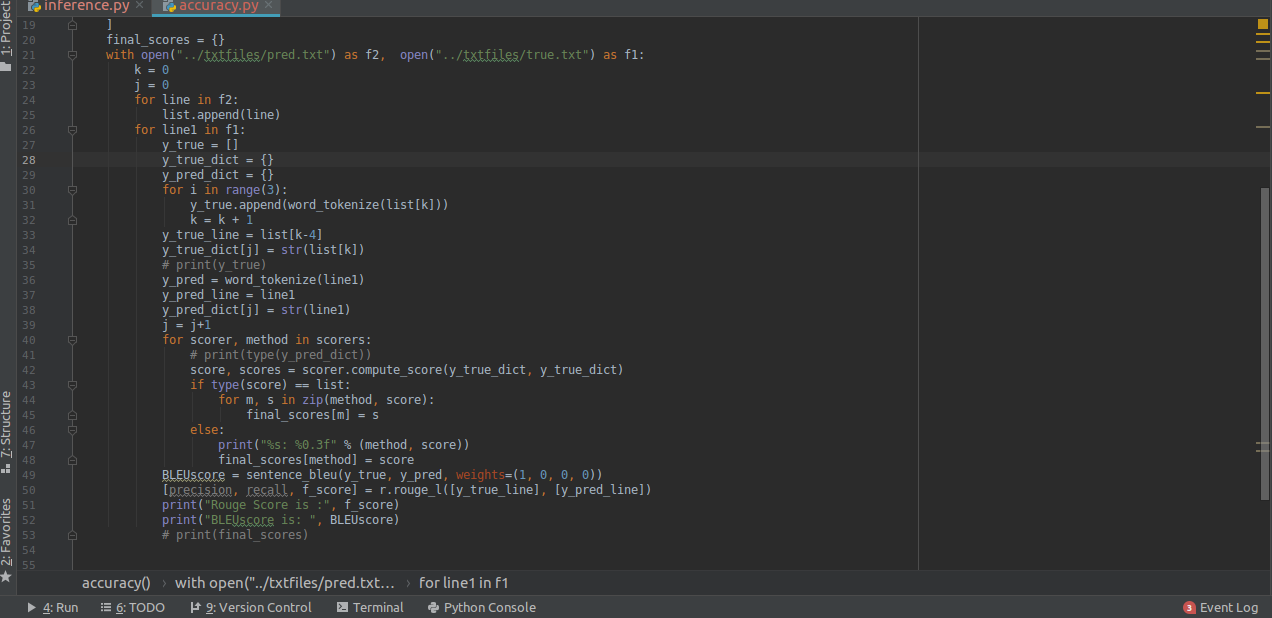 inference.py ×   accuracy.py ×
1: Project
19 ]
20 final_scores = {}
21 with open("../txtfiles/pred.txt") as f2,  open("../txtfiles/true.txt") as f1:
22     k = 0
23     j = 0
24     for line in f2:
25         list.append(line)
26     for line1 in f1:
27         y_true = []
28         y_true_dict = {}
29         y_pred_dict = {}
30         for i in range(3):
31             y_true.append(word_tokenize(list[k]))
32             k = k + 1
33         y_true_line = list[k-4]
34         y_true_dict[j] = str(list[k])
35         # print(y_true)
36         y_pred = word_tokenize(line1)
37         y_pred_line = line1
38         y_pred_dict[j] = str(line1)
39         j = j+1
40         for scorer, method in scorers:
41             # print(type(y_pred_dict))
42             score, scores = scorer.compute_score(y_true_dict, y_true_dict)
43             if type(score) == list:
44                 for m, s in zip(method, score):
45                     final_scores[m] = s
46             else:
47                 print("%s: %0.3f" % (method, score))
48                 final_scores[method] = score
49         BLEUscore = sentence_bleu(y_true, y_pred, weights=(1, 0, 0, 0))
50         [precision, recall, f_score] = r.rouge_l([y_true_line], [y_pred_line])
51         print("Rouge Score is :", f_score)
52         print("BLEUscore is: ", BLEUscore)
53         # print(final_scores)
54
55
7: Structure
2: Favorites
accuracy() › with open("../txtfiles/pred.txt... › for line1 in f1
4: Run   6: TODO   9: Version Control   Terminal   Python Console   3 Event Log